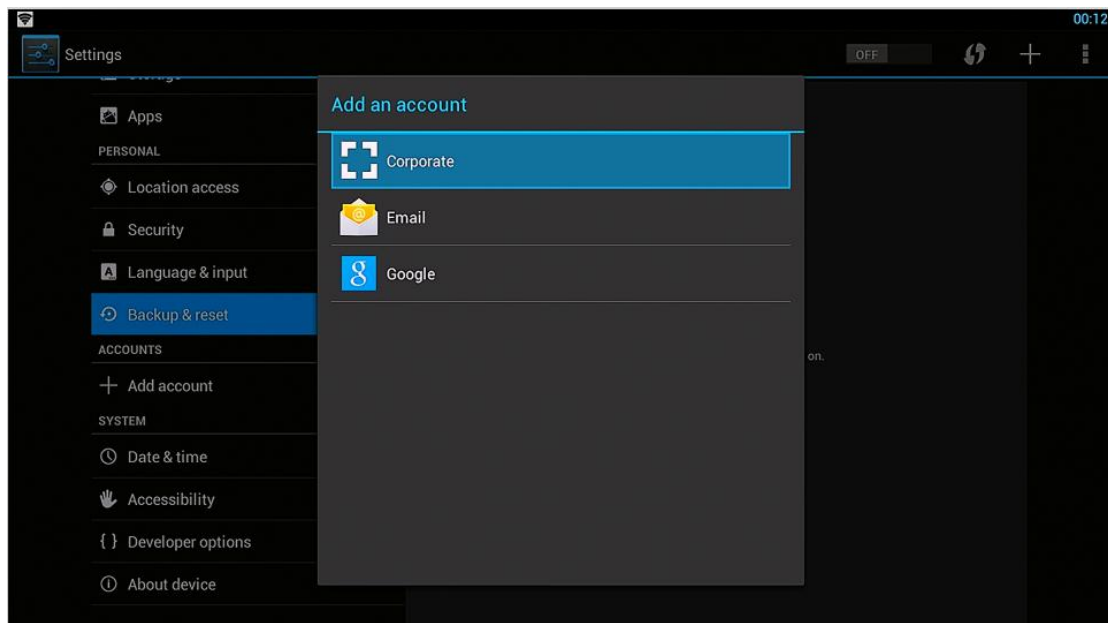 00:12
Settings
OFF
Add an account
Apps
PERSONAL
Corporate
Location access
Email
Security
Language & input
Google
Backup & reset
ACCOUNTS
on.
Add account
SYSTEM
Date & time
Accessibility
Developer options
About device